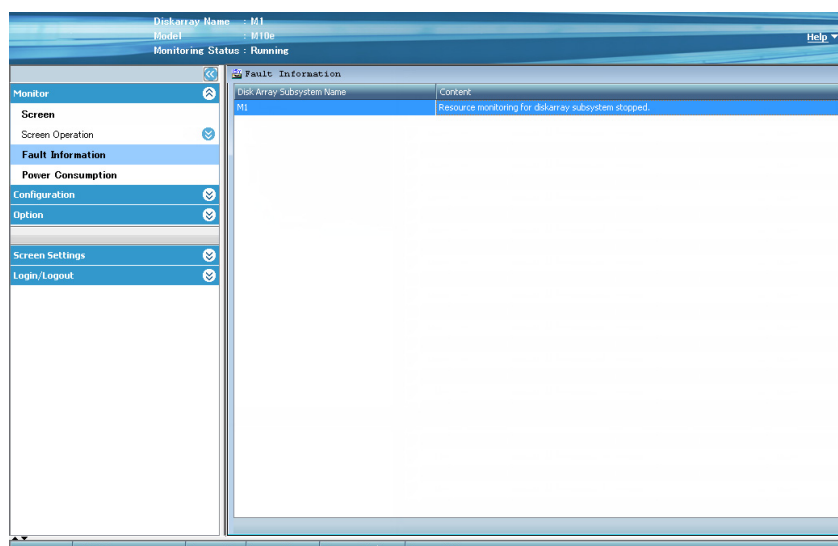 Diskarray Name : M1
Model : M10e
Monitoring Status : Running
Help
Monitor
Screen
Screen Operation
Fault Information
Power Consumption
Configuration
Option
Screen Settings
Login/Logout
Fault Information
Disk Array Subsystem Name Content
M1 Resource monitoring for diskarray subsystem stopped.